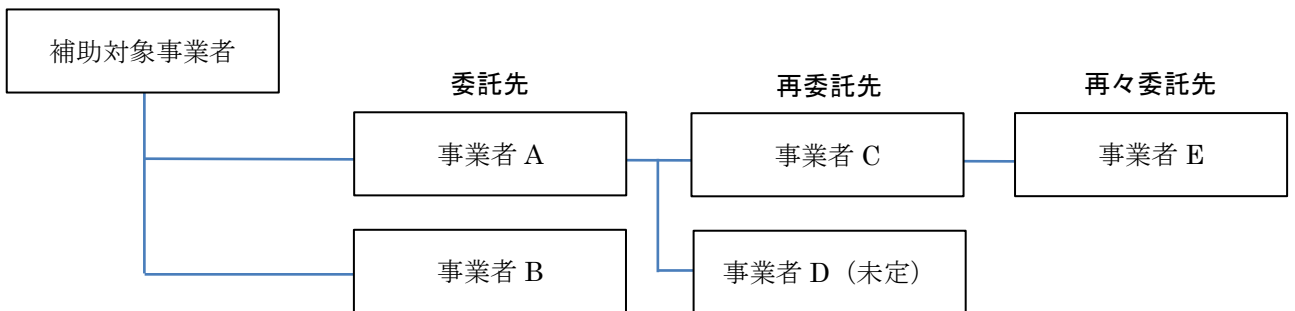 補助対象事業者
委託先
再委託先
再々委託先
事業者 A
事業者 C
事業者 E
事業者 B
事業者 D（未定）